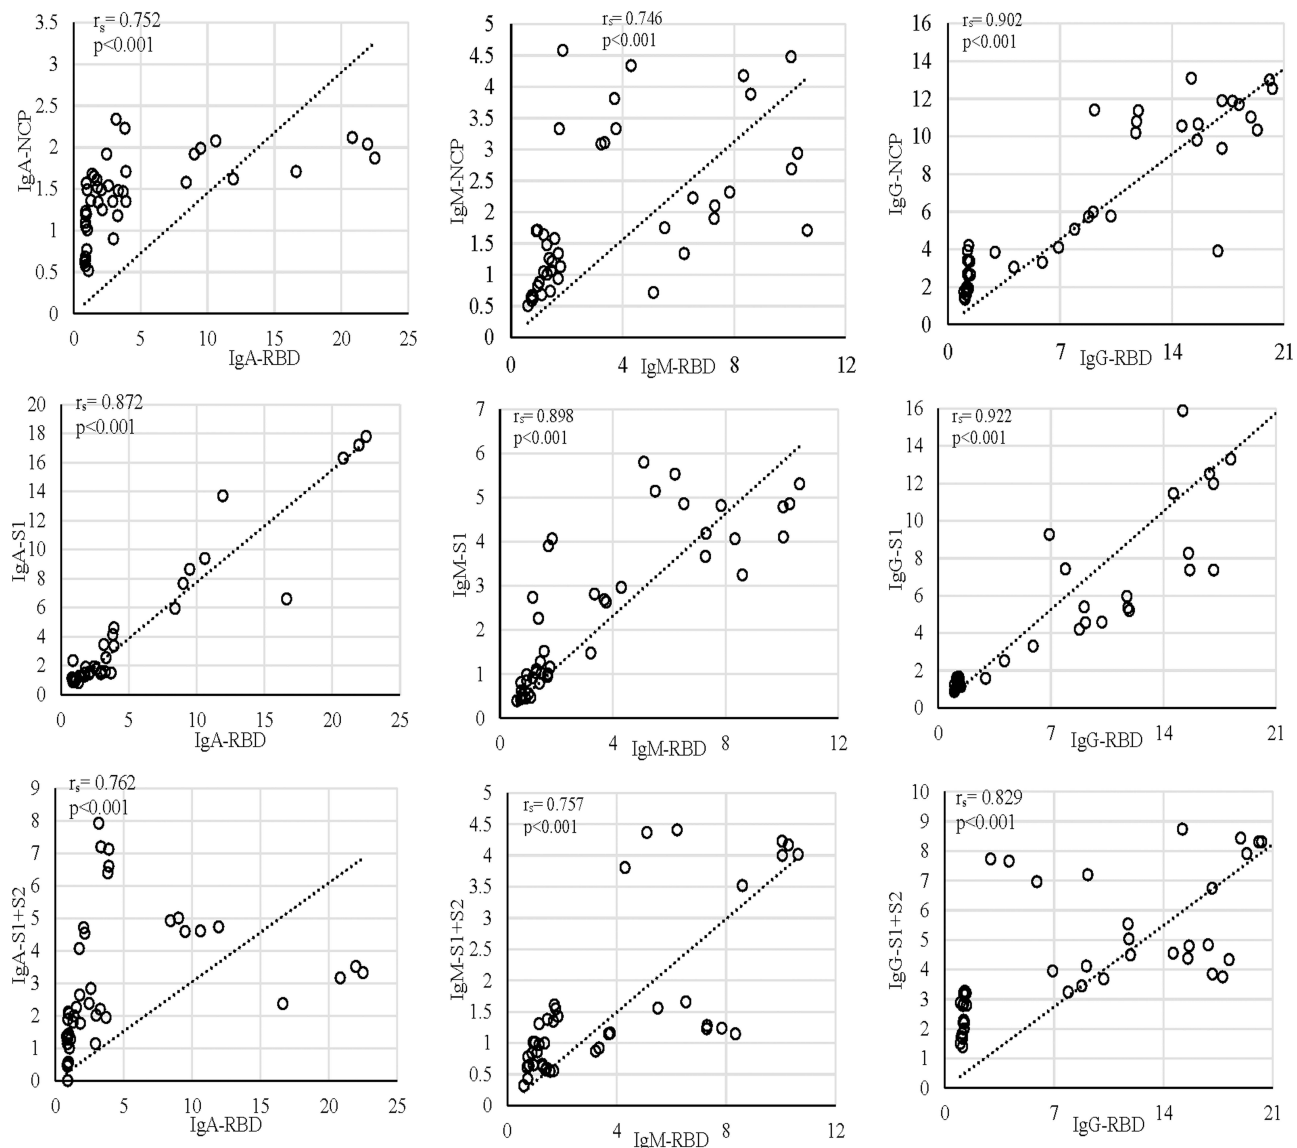 rs= 0.752
p<0.001
3.5
3
2.5
2
1.5
1
0.5
0
IgA-NCP
0 5 10 15 20 25
IgA-RBD
rs= 0.746
p<0.001
5
4.5
4
3.5
3
2.5
2
1.5
1
0.5
0
IgM-NCP
0 4 8 12
IgM-RBD
rs= 0.902
p<0.001
16
14
12
10
8
6
4
2
0
IgG-NCP
0 7 14 21
IgG-RBD
rs= 0.872
p<0.001
20
18
16
14
12
10
8
6
4
2
0
IgA-S1
0 5 10 15 20 25
IgA-RBD
rs= 0.898
p<0.001
7
6
5
4
3
2
1
0
IgM-S1
0 4 8 12
IgM-RBD
rs= 0.922
p<0.001
16
14
12
10
8
6
4
2
0
IgG-S1
0 7 14 21
IgG-RBD
rs= 0.762
p<0.001
9
8
7
6
5
4
3
2
1
0
IgA-S1+S2
0 5 10 15 20 25
IgA-RBD
rs= 0.757
p<0.001
5
4.5
4
3.5
3
2.5
2
1.5
1
0.5
0
IgM-S1+S2
0 4 8 12
IgM-RBD
rs= 0.829
p<0.001
10
9
8
7
6
5
4
3
2
1
0
IgG-S1+S2
0 7 14 21
IgG-RBD